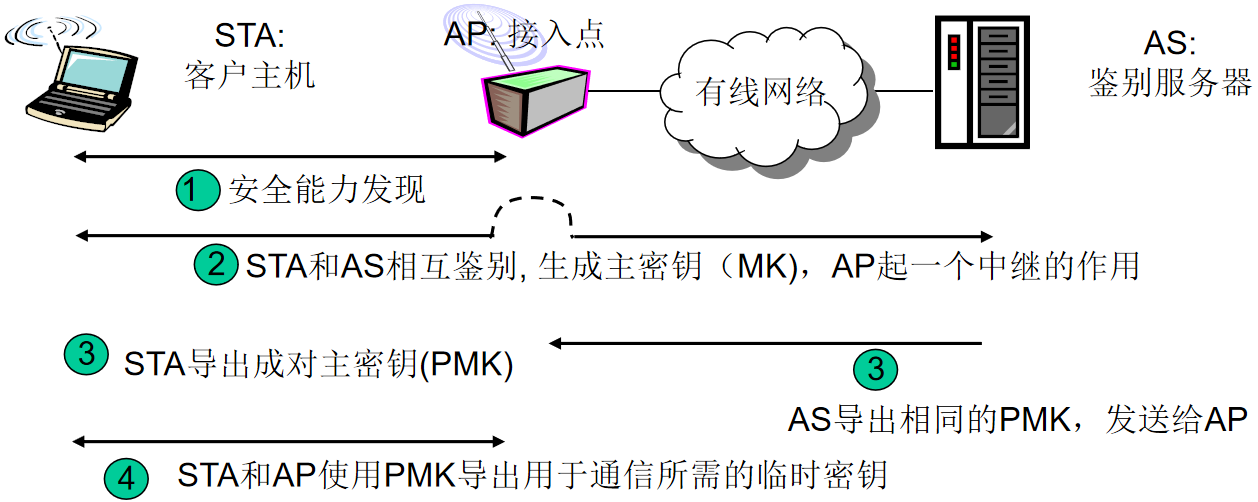 STA:
客户主机
AP: 接入点
有线网络
AS:
鉴别服务器
1 安全能力发现
2 STA和AS相互鉴别, 生成主密钥（MK)，AP起一个中继的作用
3 STA导出成对主密钥(PMK)
3
AS导出相同的PMK，发送给AP
4 STA和AP使用PMK导出用于通信所需的临时密钥